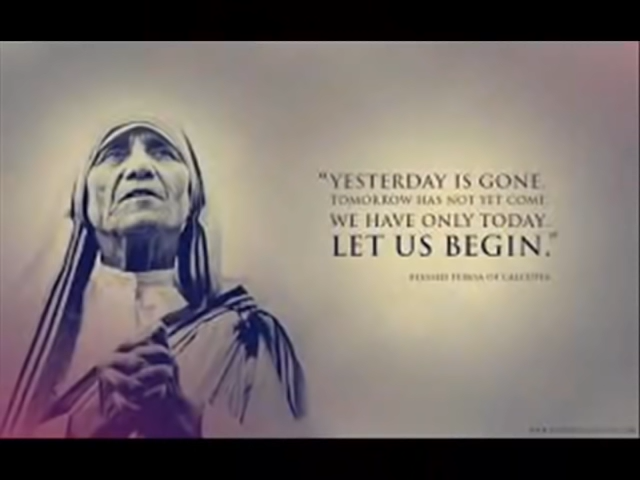 "YESTERDAY IS GONE.
TOMORROW HAS NOT YET COME.
WE HAVE ONLY TODAY.
LET US BEGIN."
BLESSED TERESA OF CALCUTTA